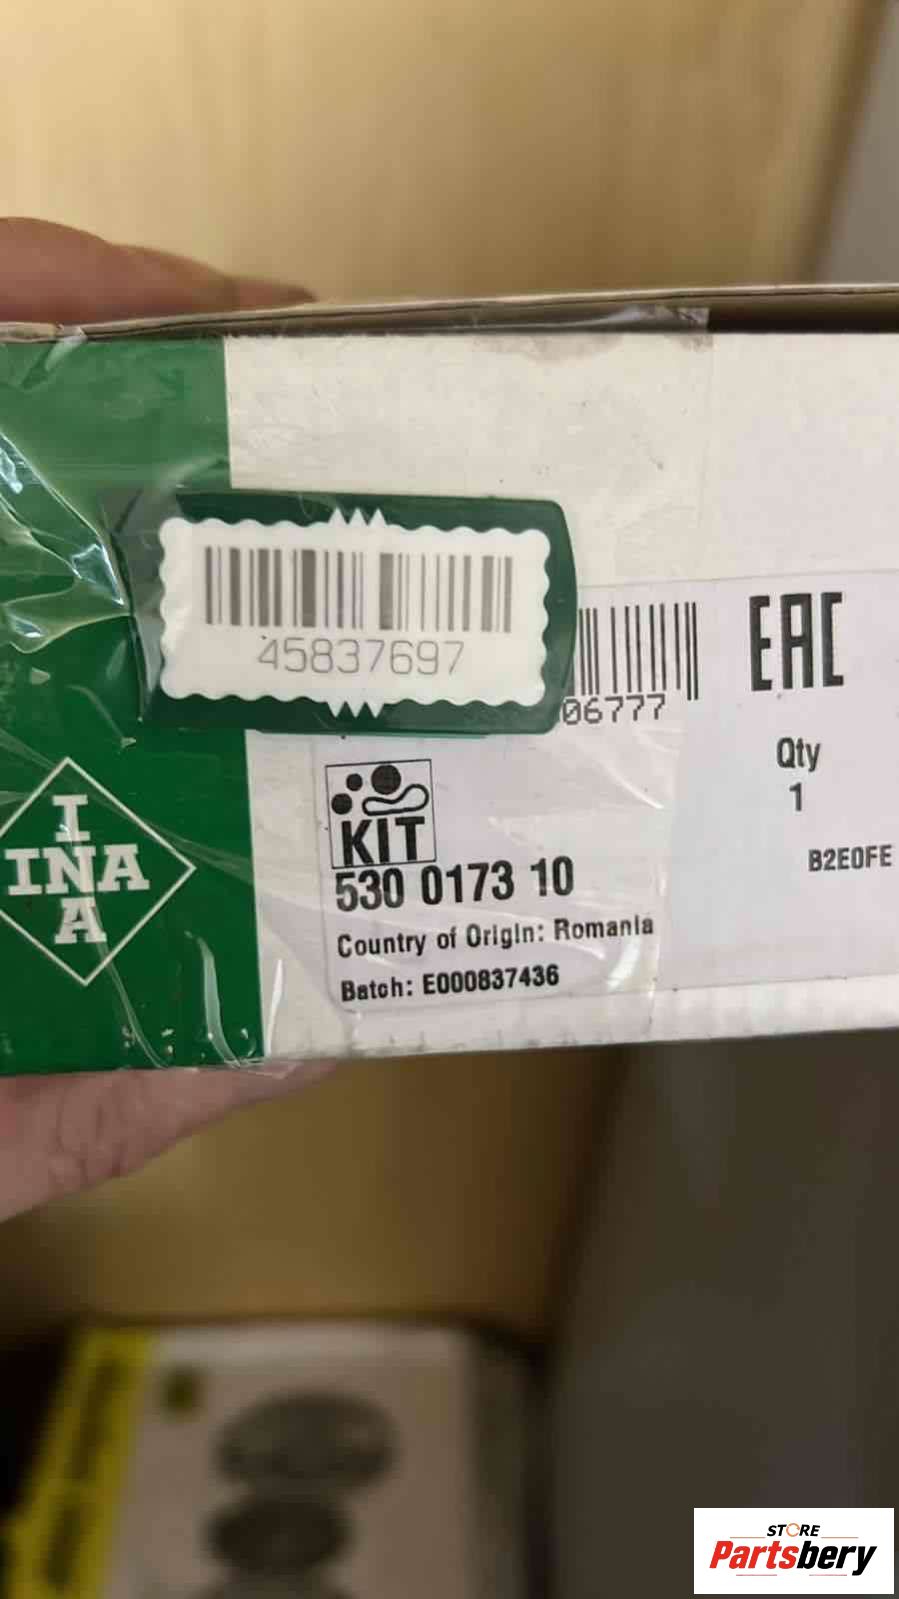 45837697
06777
EAC
Qty
1
B2E0FE
KIT
530 0173 10
Country of Origin: Romania
Batch: E000837436
INA
INA
STORE
Partsbery